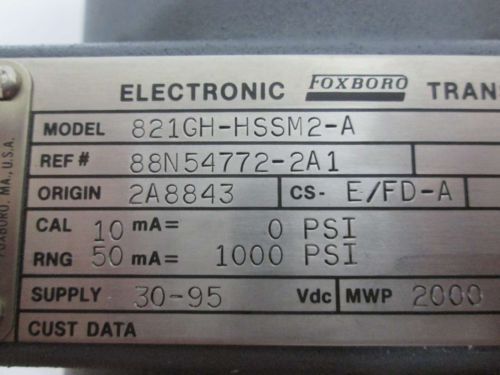 ELECTRONIC FOXBORO TRAN
MODEL 821GH-HSSM2-A
REF# 88N54772-2A1
ORIGIN 2A8843 CS- E/FD-A
CAL 10 mA= 0 PSI
RNG 50 mA= 1000 PSI
SUPPLY 30-95 Vdc MWP 2000
CUST DATA
FOXBORO, MA., U.S.A.